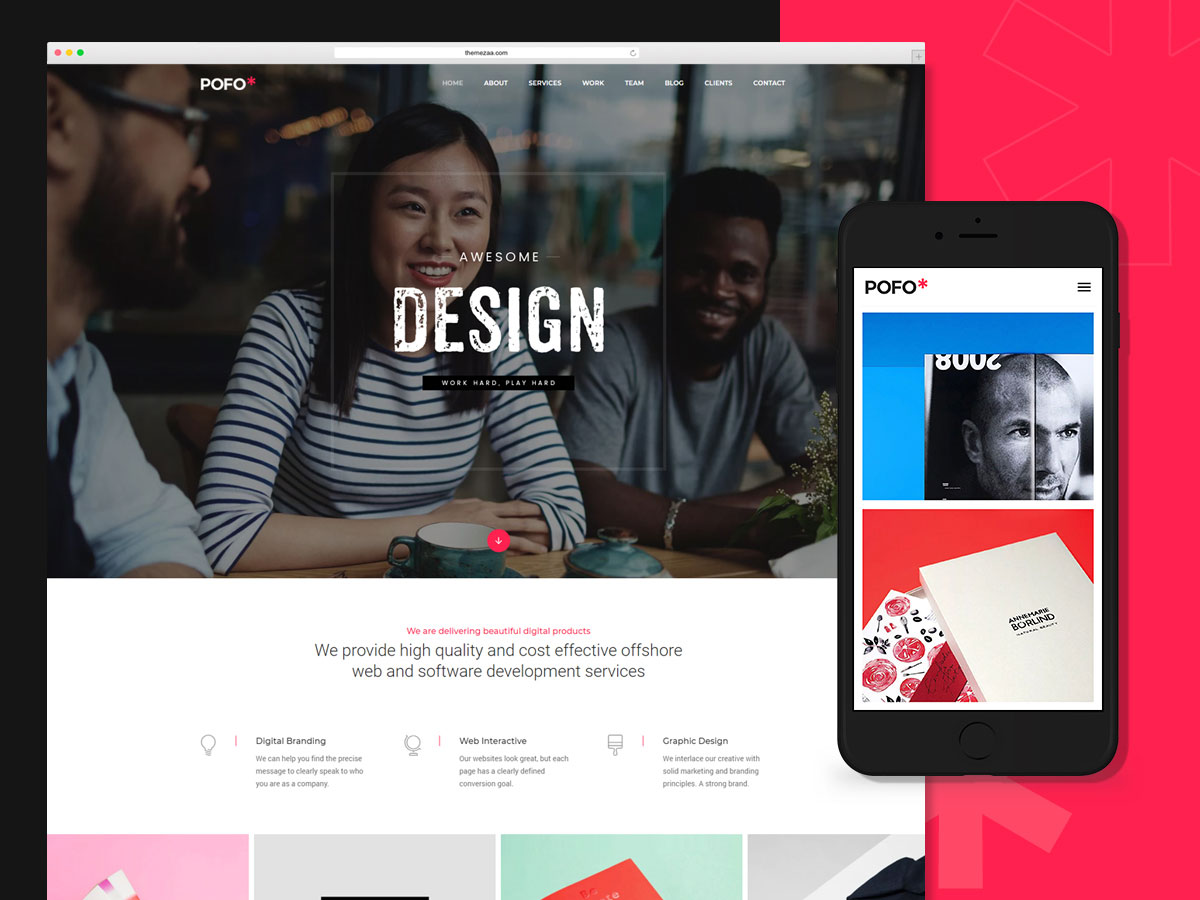 themezaa.com
POFO*
HOME ABOUT SERVICES WORK TEAM BLOG CLIENTS CONTACT
AWESOME
DESIGN
WORK HARD, PLAY HARD
We are delivering beautiful digital products
We provide high quality and cost effective offshore
web and software development services
Digital Branding
We can help you find the precise
message to clearly speak to who
you are as a company.
Web Interactive
Our websites look great, but each
page has a clearly defined
conversion goal.
Graphic Design
We interlace our creative with
solid marketing and branding
principles. A strong brand.
POFO*
2008
ANNEMARIE
BÖRLIND
NATURAL BEAUTY